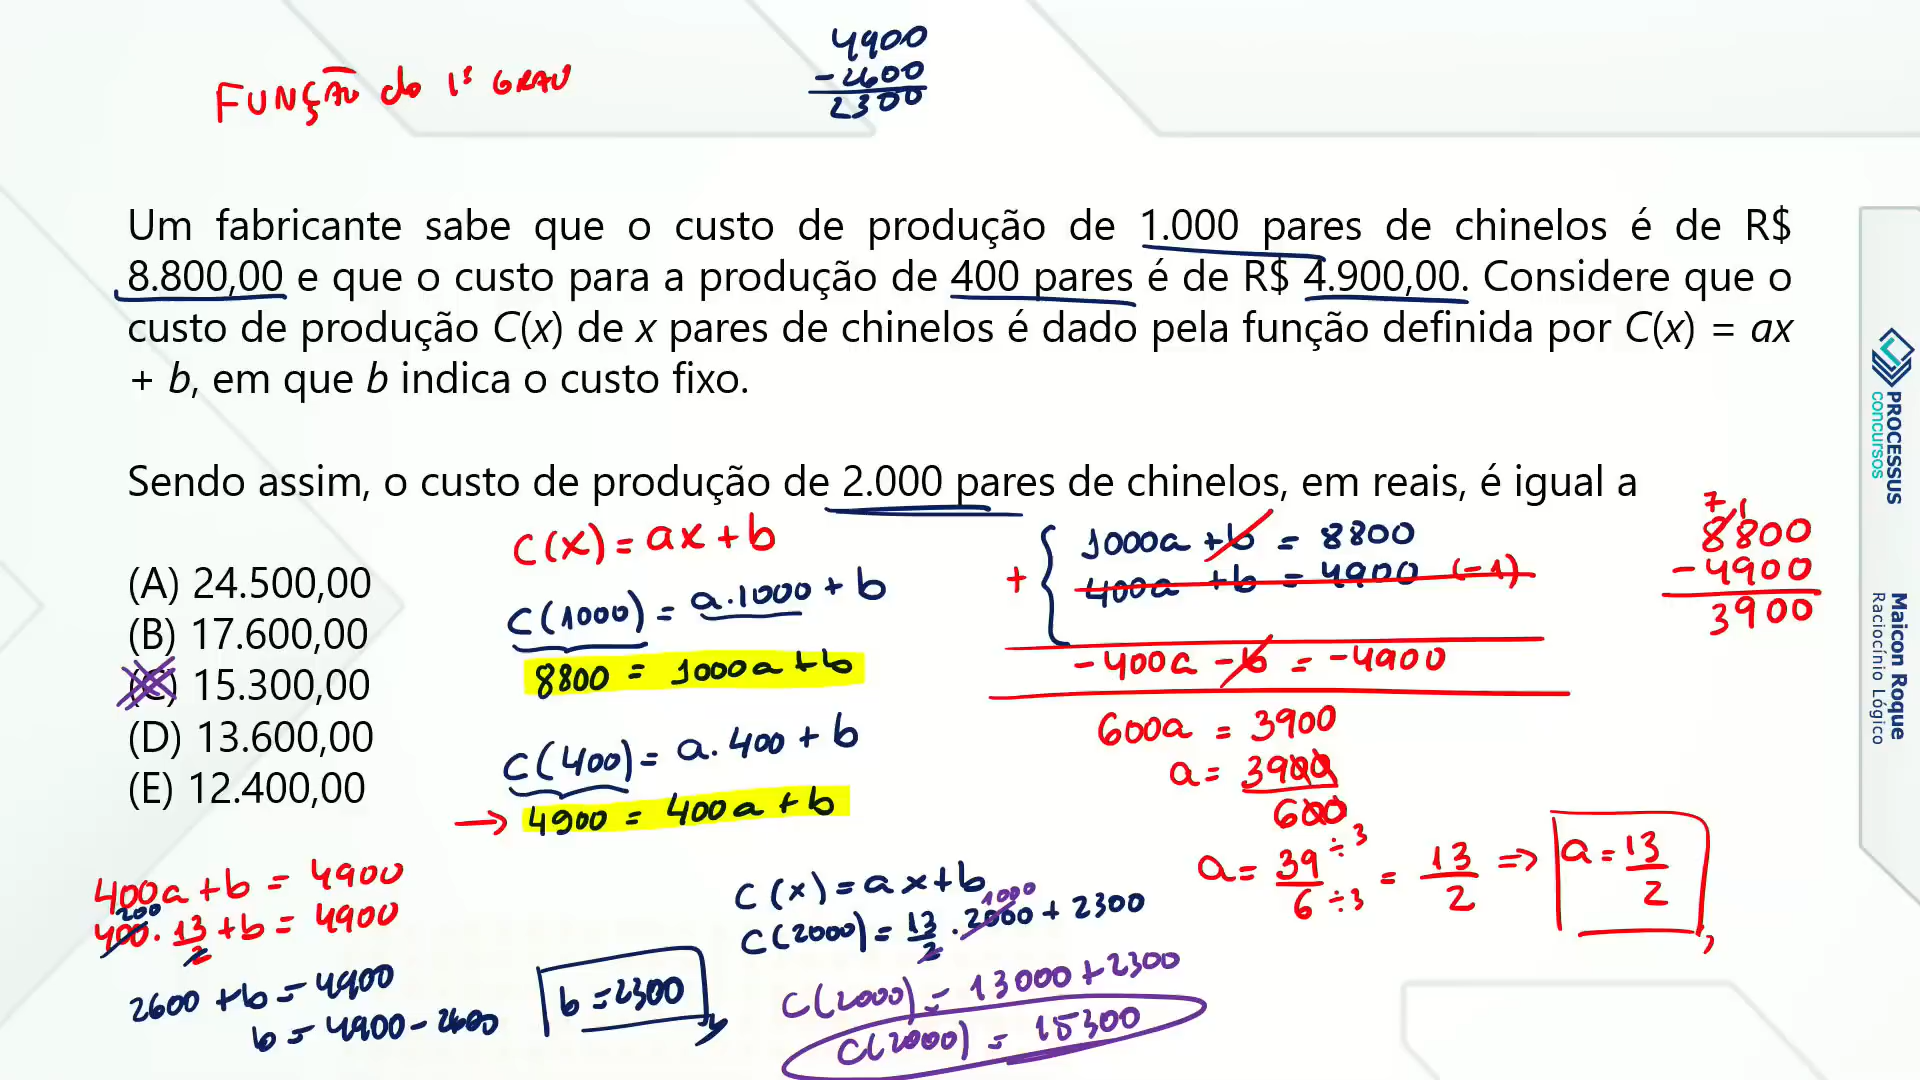 FUNÇÃO do 1º GRAU
4900
-2600
2300
Um fabricante sabe que o custo de produção de 1.000 pares de chinelos é de R$
8.800,00 e que o custo para a produção de 400 pares é de R$ 4.900,00. Considere que o
custo de produção C(x) de x pares de chinelos é dado pela função definida por C(x) = ax
+ b, em que b indica o custo fixo.
Sendo assim, o custo de produção de 2.000 pares de chinelos, em reais, é igual a
(A) 24.500,00
(B) 17.600,00
(C) 15.300,00
(D) 13.600,00
(E) 12.400,00
C(x) = ax + b
C(1000) = a.1000 + b
8800 = 1000a + b
C(400) = a.400 + b
→ 4900 = 400a + b
+ { 1000a + b = 8800
400a + b = 4900 (-1)
-400a - b = -4900
600a = 3900
a = 3900
600
a = 39 ÷3 = 13 ⇒ a = 13
6 ÷3 2 2
7 1
8800
-4900
3900
400a + b = 4900
200
400. 13 + b = 4900
2
2600 + b = 4900
b = 4900 - 2600
b = 2300
C(x) = ax + b
1000
C(2000) = 13 . 2000 + 2300
2
C(2000) = 13000 + 2300
C(2000) = 15300
PROCESSUS
concursos
Maicon Roque
Raciocínio Lógico